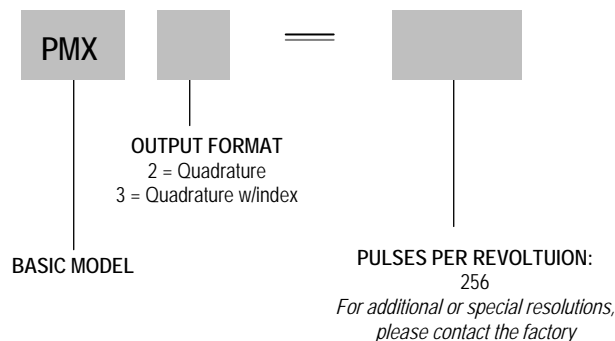 PMX
OUTPUT FORMAT
2 = Quadrature
3 = Quadrature w/index
BASIC MODEL
PULSES PER REVOLTUION:
256
For additional or special resolutions,
please contact the factory